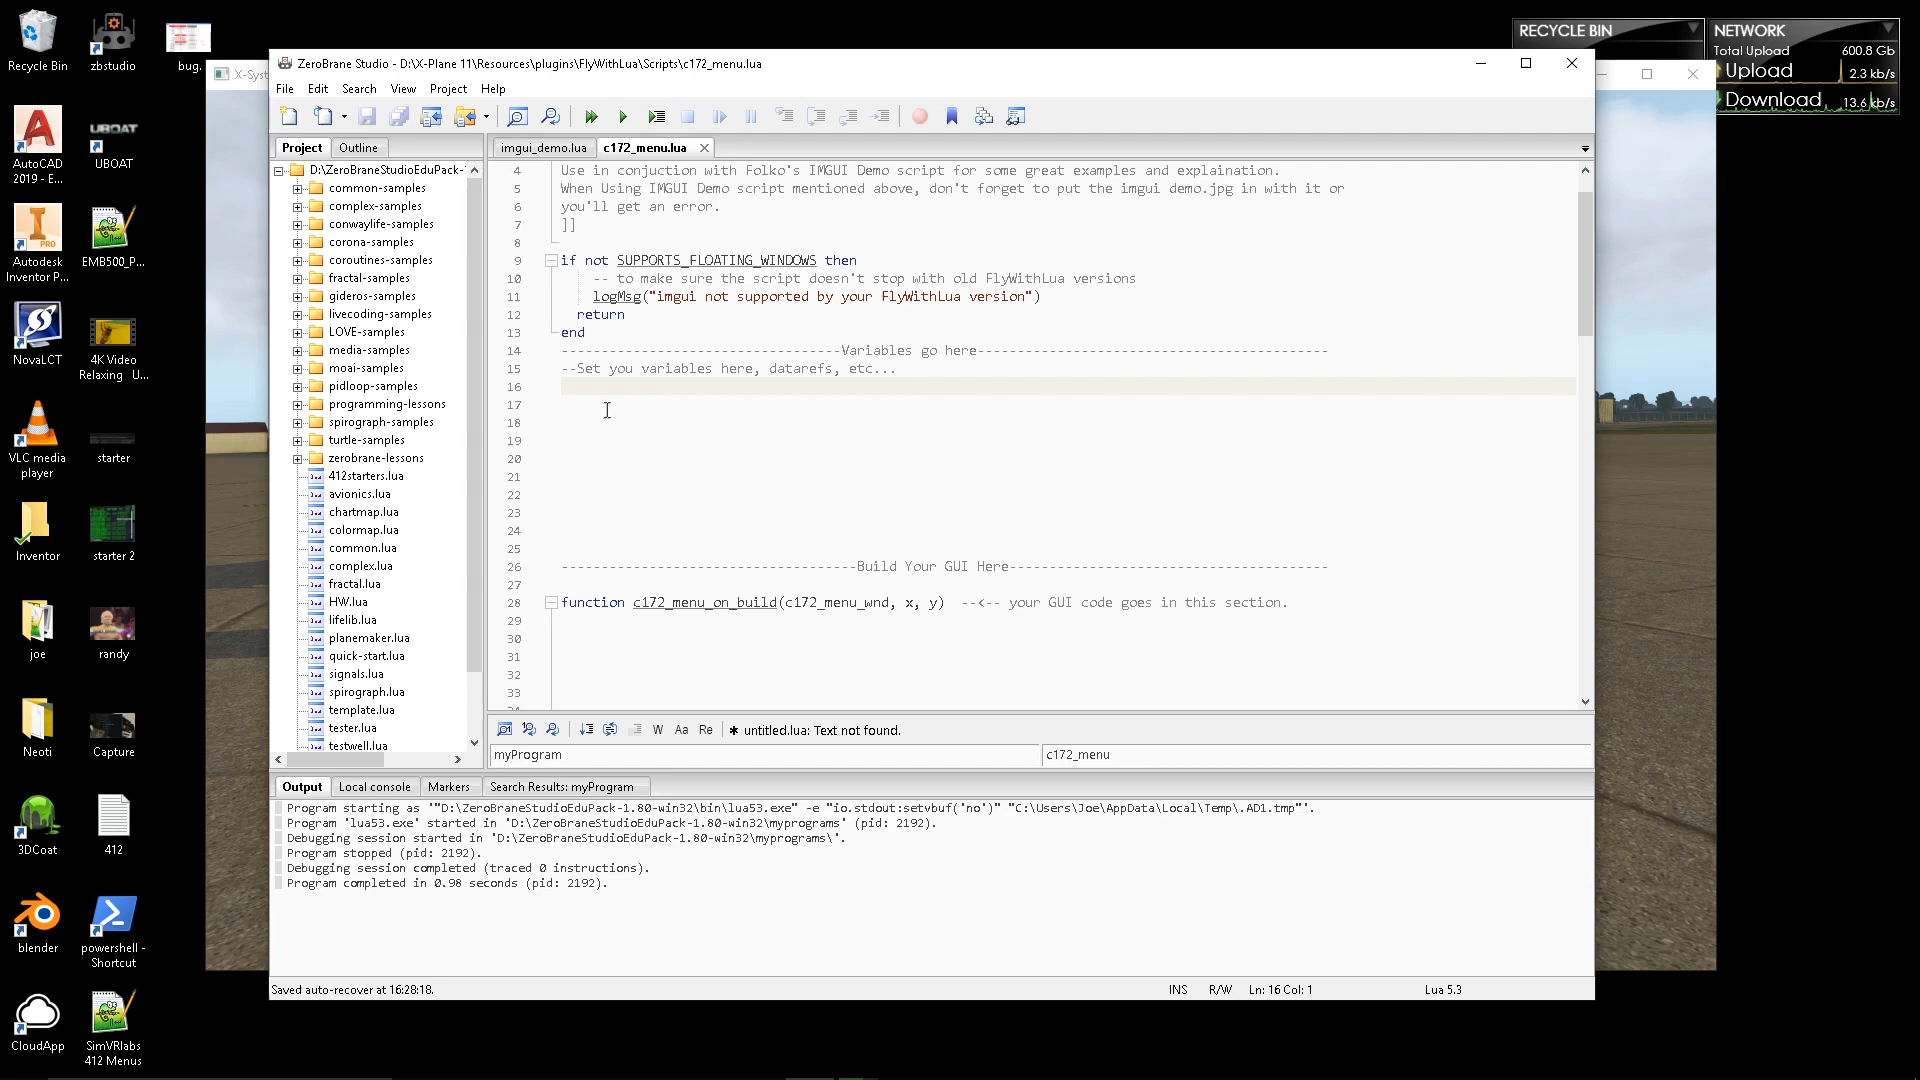 Recycle Bin
zbstudio
bug.
AutoCAD
2019 - E...
UBOAT
Autodesk
Inventor P...
EMB500_P...
NovaLCT
4K Video
Relaxing U...
VLC media
player
starter
Inventor
starter 2
joe
randy
Neoti
Capture
3DCoat
412
blender
powershell -
Shortcut
CloudApp
SimVRlabs
412 Menus
X-Syst
ZeroBrane Studio - D:\X-Plane 11\Resources\plugins\FlyWithLua\Scripts\c172_menu.lua
File Edit Search View Project Help
Project Outline
D:\ZeroBraneStudioEduPack-
common-samples
complex-samples
conwaylife-samples
corona-samples
coroutines-samples
fractal-samples
gideros-samples
livecoding-samples
LOVE-samples
media-samples
moai-samples
pidloop-samples
programming-lessons
spirograph-samples
turtle-samples
zerobrane-lessons
412starters.lua
avionics.lua
chartmap.lua
colormap.lua
common.lua
complex.lua
fractal.lua
HW.lua
lifelib.lua
planemaker.lua
quick-start.lua
signals.lua
spirograph.lua
template.lua
tester.lua
testwell.lua
imgui_demo.lua c172_menu.lua
4 Use in conjuction with Folko's IMGUI Demo script for some great examples and explaination.
5 When Using IMGUI Demo script mentioned above, don't forget to put the imgui demo.jpg in with it or
6 you'll get an error.
7 ]]
8
9 if not SUPPORTS_FLOATING_WINDOWS then
10 -- to make sure the script doesn't stop with old FlyWithLua versions
11 logMsg("imgui not supported by your FlyWithLua version")
12 return
13 end
14 -----------------------------------Variables go here--------------------------------------------
15 --Set you variables here, datarefs, etc...
16
17
18
19
20
21
22
23
24
25
26 -------------------------------------Build Your GUI Here----------------------------------------
27
28 function c172_menu_on_build(c172_menu_wnd, x, y) --<-- your GUI code goes in this section.
29
30
31
32
33
W Aa Re ✱ untitled.lua: Text not found.
myProgram c172_menu
Output Local console Markers Search Results: myProgram
Program starting as '"D:\ZeroBraneStudioEduPack-1.80-win32\bin\lua53.exe" -e "io.stdout:setvbuf('no')" "C:\Users\Joe\AppData\Local\Temp\.AD1.tmp"'.
Program 'lua53.exe' started in 'D:\ZeroBraneStudioEduPack-1.80-win32\myprograms' (pid: 2192).
Debugging session started in 'D:\ZeroBraneStudioEduPack-1.80-win32\myprograms\'.
Program stopped (pid: 2192).
Debugging session completed (traced 0 instructions).
Program completed in 0.98 seconds (pid: 2192).
Saved auto-recover at 16:28:18. INS R/W Ln: 16 Col: 1 Lua 5.3
RECYCLE BIN
NETWORK
Total Upload 600.8 Gb
Upload 2.3 kb/s
Download 13.6 kb/s